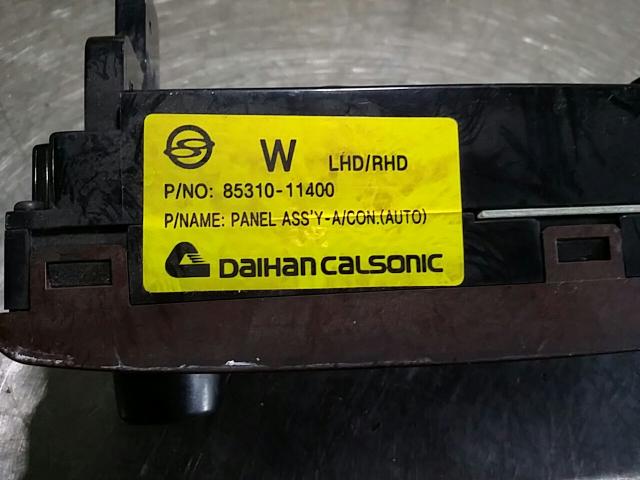 W LHD/RHD
P/NO: 85310-11400
P/NAME: PANEL ASS'Y-A/CON.(AUTO)
DAIHAN CALSONIC